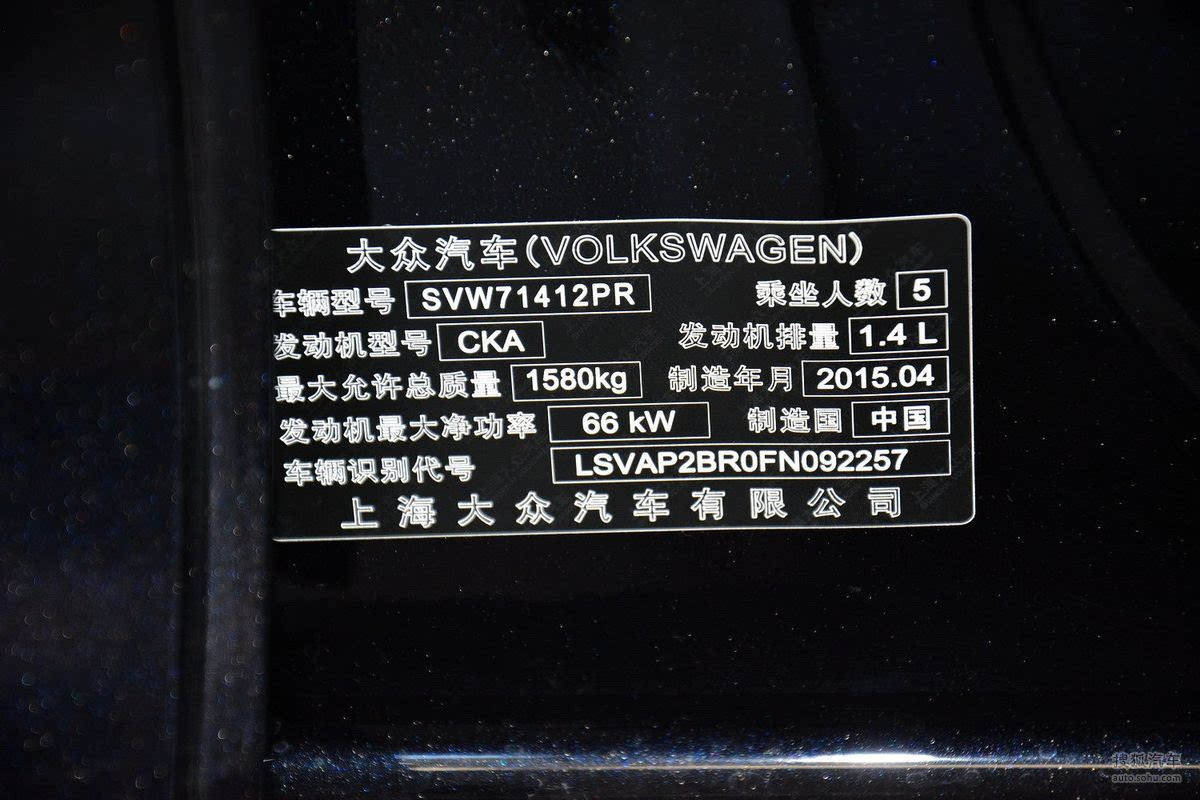 大众汽车(VOLKSWAGEN)
车辆型号 SVW71412PR 乘坐人数 5
发动机型号 CKA 发动机排量 1.4 L
最大允许总质量 1580kg 制造年月 2015.04
发动机最大净功率 66 kW 制造国 中国
车辆识别代号 LSVAP2BR0FN092257
上海大众汽车有限公司
搜狐汽车
auto.sohu.com